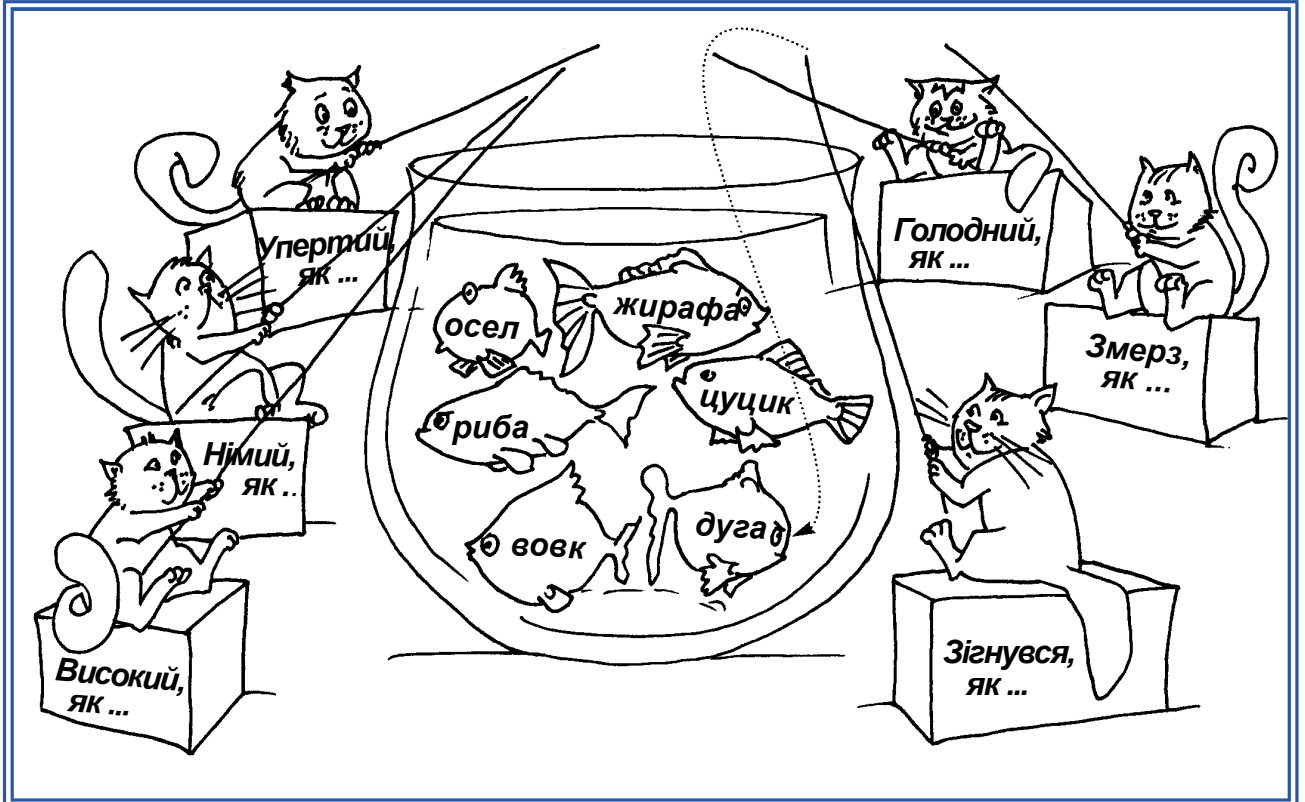 Упертий,
як ...
Німий,
як ..
Високий,
як ...
осел
жирафа
риба
цуцик
вовк
дуга
Голодний,
як ...
Змерз,
як ...
Зігнувся,
як ...